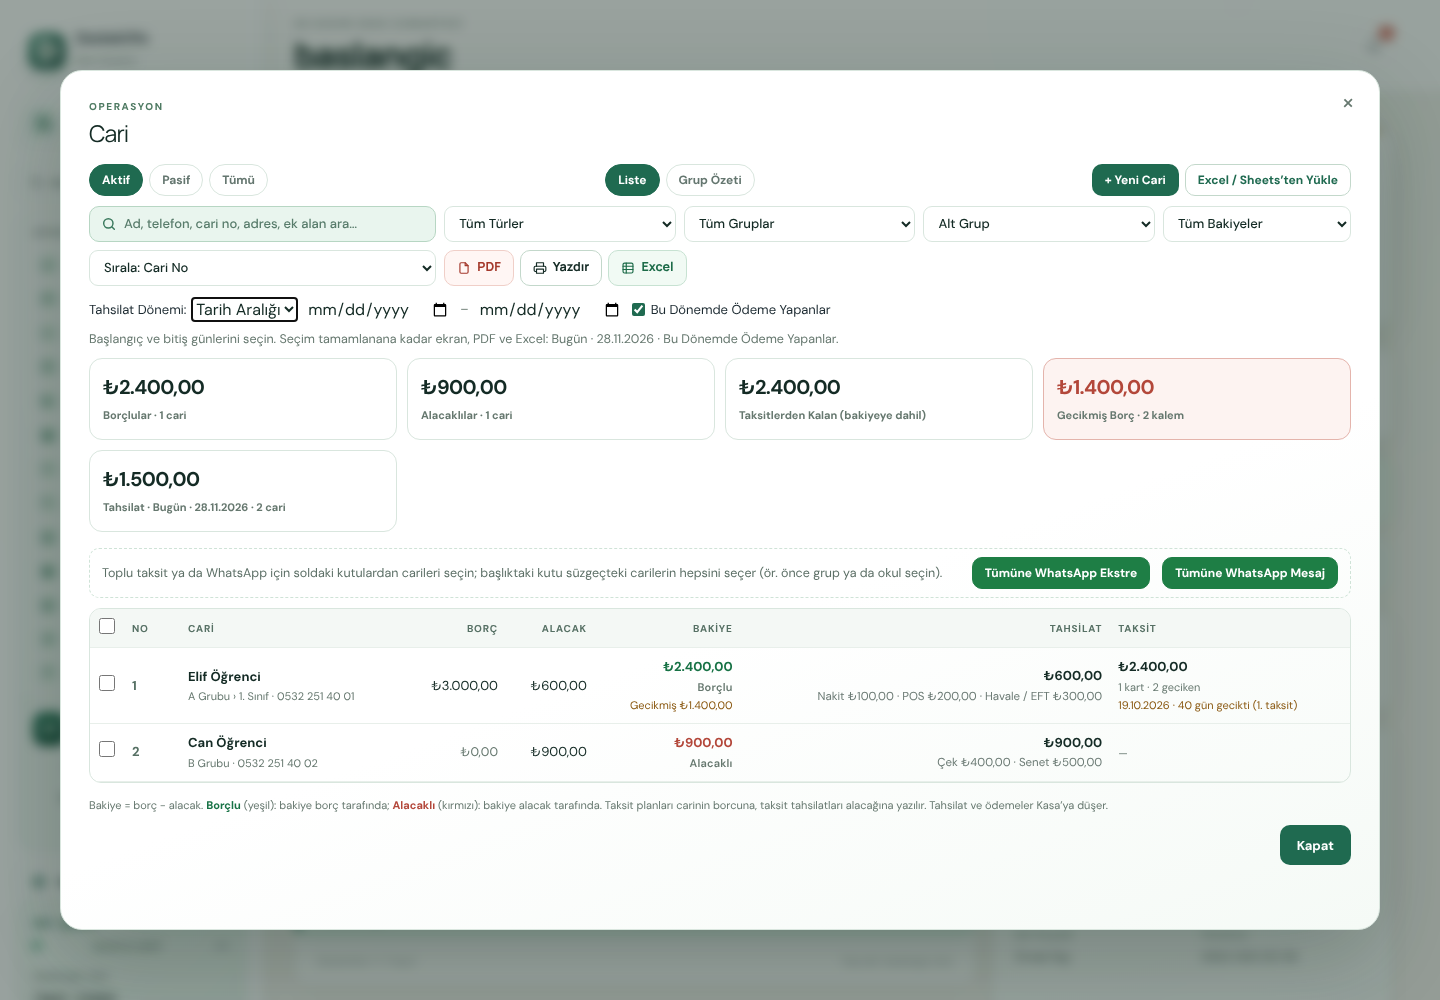 baslangic
OPERASYON
×
Cari
Aktif
Pasif
Tümü
Liste
Grup Özeti
+ Yeni Cari
Excel / Sheets'ten Yükle
Ad, telefon, cari no, adres, ek alan ara...
Tüm Türler
Tüm Gruplar
Alt Grup
Tüm Bakiyeler
Sırala: Cari No
PDF
Yazdır
Excel
Tahsilat Dönemi: Tarih Aralığı mm/dd/yyyy – mm/dd/yyyy Bu Dönemde Ödeme Yapanlar
Başlangıç ve bitiş günlerini seçin. Seçim tamamlanana kadar ekran, PDF ve Excel: Bugün · 28.11.2026 · Bu Dönemde Ödeme Yapanlar.
₺2.400,00
Borçlular · 1 cari
₺900,00
Alacaklılar · 1 cari
₺2.400,00
Taksitlerden Kalan (bakiyeye dahil)
₺1.400,00
Gecikmiş Borç · 2 kalem
₺1.500,00
Tahsilat · Bugün · 28.11.2026 · 2 cari
Toplu taksit ya da WhatsApp için soldaki kutulardan carileri seçin; başlıktaki kutu süzgeçteki carilerin hepsini seçer (ör. önce grup ya da okul seçin).
Tümüne WhatsApp Ekstre
Tümüne WhatsApp Mesaj
NO CARİ BORÇ ALACAK BAKİYE TAHSİLAT TAKSİT
1
Elif Öğrenci
A Grubu › 1. Sınıf · 0532 251 40 01
₺3.000,00
₺600,00
₺2.400,00
Borçlu
Gecikmiş ₺1.400,00
₺600,00
Nakit ₺100,00 · POS ₺200,00 · Havale / EFT ₺300,00
₺2.400,00
1 kart · 2 geciken
19.10.2026 · 40 gün gecikti (1. taksit)
2
Can Öğrenci
B Grubu · 0532 251 40 02
₺0,00
₺900,00
₺900,00
Alacaklı
₺900,00
Çek ₺400,00 · Senet ₺500,00
—
Bakiye = borç − alacak. Borçlu (yeşil): bakiye borç tarafında; Alacaklı (kırmızı): bakiye alacak tarafında. Taksit planları carinin borcuna, taksit tahsilatları alacağına yazılır. Tahsilat ve ödemeler Kasa'ya düşer.
Kapat